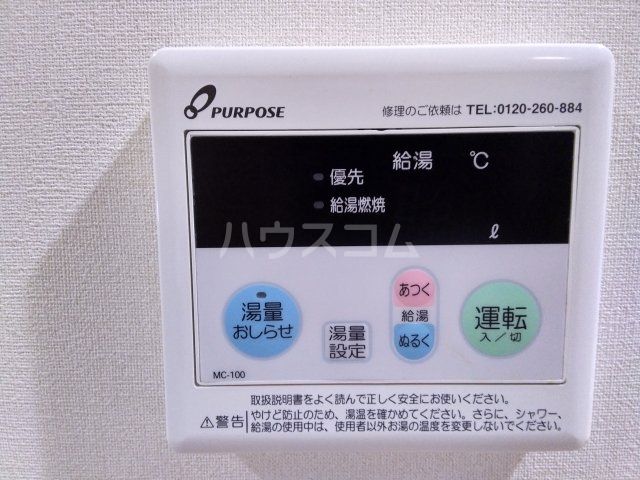 PURPOSE
修理のご依頼は TEL:0120-260-884
給湯 ℃
優先
給湯燃焼
ℓ
ハウスコム
湯量
おしらせ
湯量
設定
あつく
給湯
ぬるく
運転
入/切
MC-100
取扱説明書をよく読んで正しく安全にお使いください。
⚠警告 やけど防止のため、湯温を確かめてください。さらに、シャワー、
給湯の使用中は、使用者以外お湯の温度を変更しないでください。